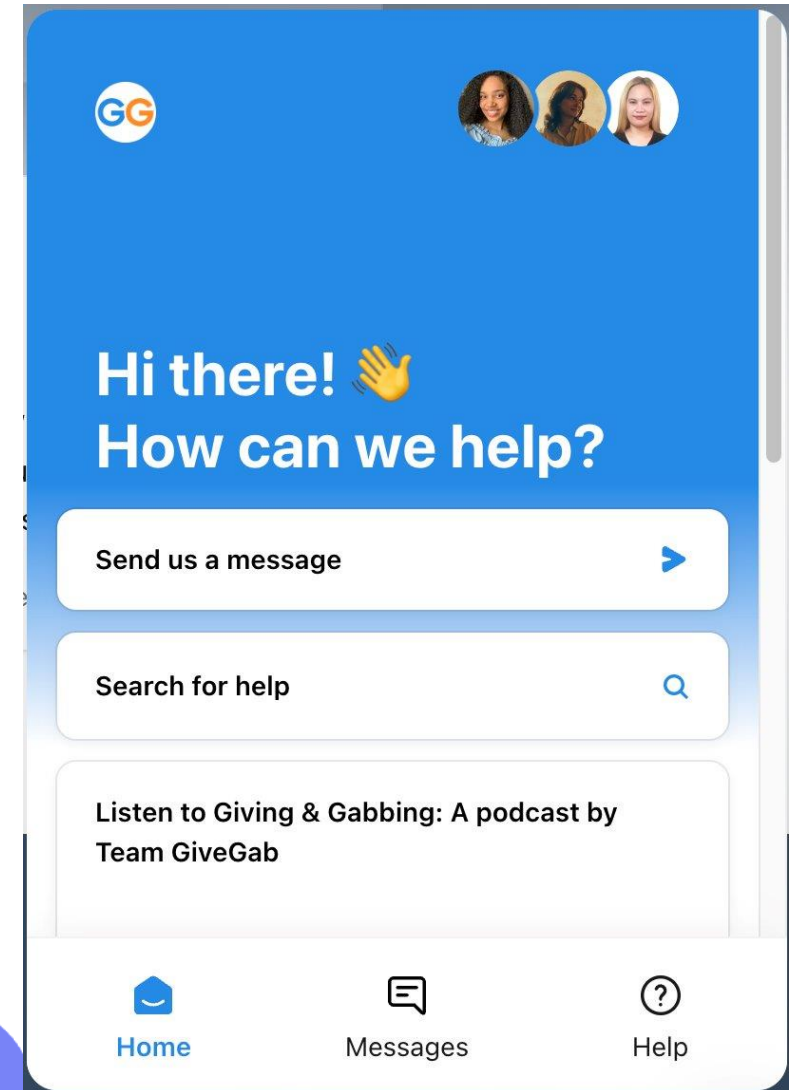 GG
Hi there! 👋
How can we help?
Send us a message
Search for help
Listen to Giving & Gabbing: A podcast by
Team GiveGab
Home
Messages
Help